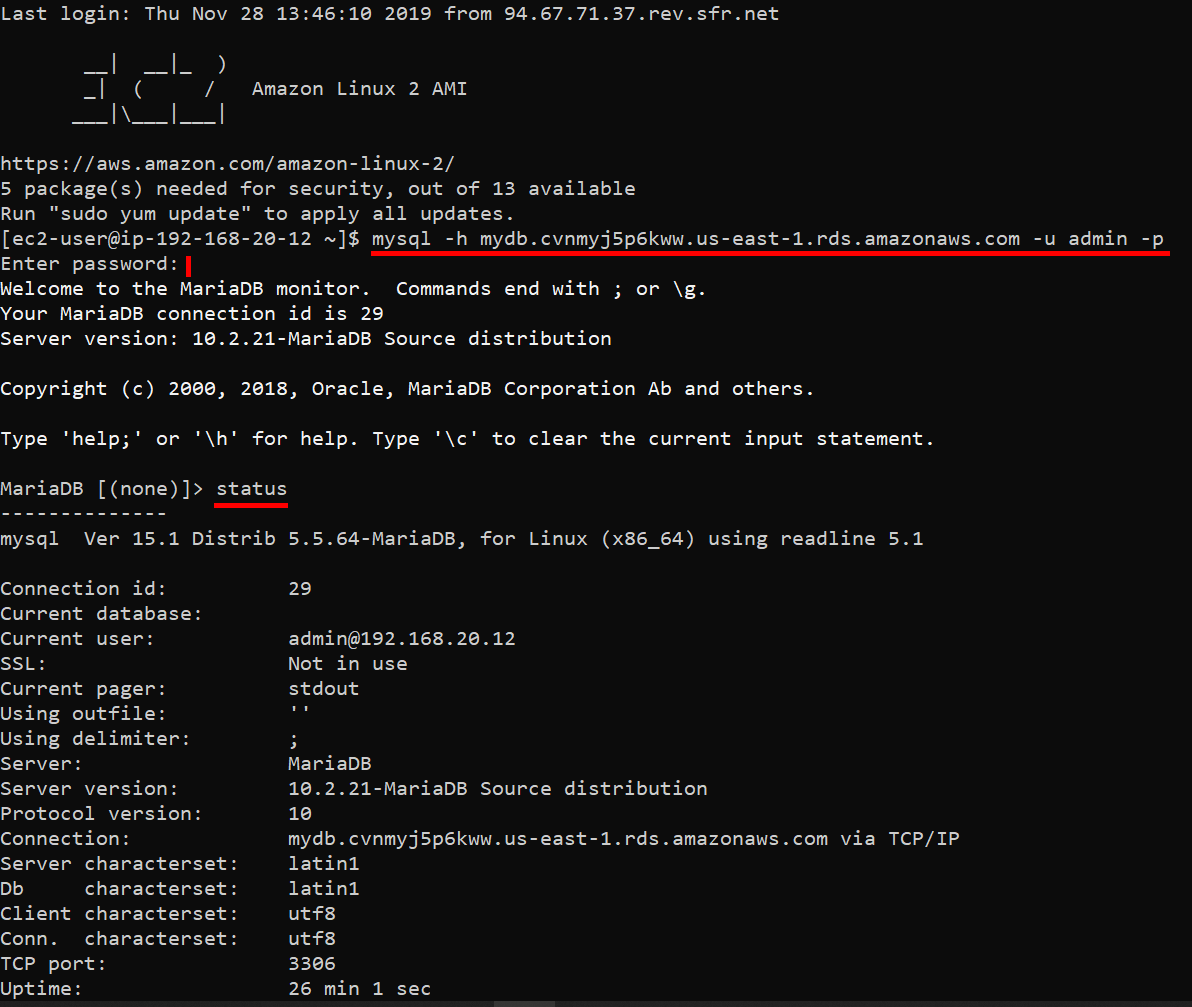 Last login: Thu Nov 28 13:46:10 2019 from 94.67.71.37.rev.sfr.net
       __|  __|_  )
       _|  (     /   Amazon Linux 2 AMI
      ___|\___|___|
https://aws.amazon.com/amazon-linux-2/
5 package(s) needed for security, out of 13 available
Run "sudo yum update" to apply all updates.
[ec2-user@ip-192-168-20-12 ~]$ mysql -h mydb.cvnmyj5p6kww.us-east-1.rds.amazonaws.com -u admin -p
Enter password:
Welcome to the MariaDB monitor.  Commands end with ; or \g.
Your MariaDB connection id is 29
Server version: 10.2.21-MariaDB Source distribution
Copyright (c) 2000, 2018, Oracle, MariaDB Corporation Ab and others.
Type 'help;' or '\h' for help. Type '\c' to clear the current input statement.
MariaDB [(none)]> status
--------------
mysql  Ver 15.1 Distrib 5.5.64-MariaDB, for Linux (x86_64) using readline 5.1
Connection id:          29
Current database:
Current user:           admin@192.168.20.12
SSL:                    Not in use
Current pager:          stdout
Using outfile:          ''
Using delimiter:        ;
Server:                 MariaDB
Server version:         10.2.21-MariaDB Source distribution
Protocol version:       10
Connection:             mydb.cvnmyj5p6kww.us-east-1.rds.amazonaws.com via TCP/IP
Server characterset:    latin1
Db     characterset:    latin1
Client characterset:    utf8
Conn.  characterset:    utf8
TCP port:               3306
Uptime:                 26 min 1 sec